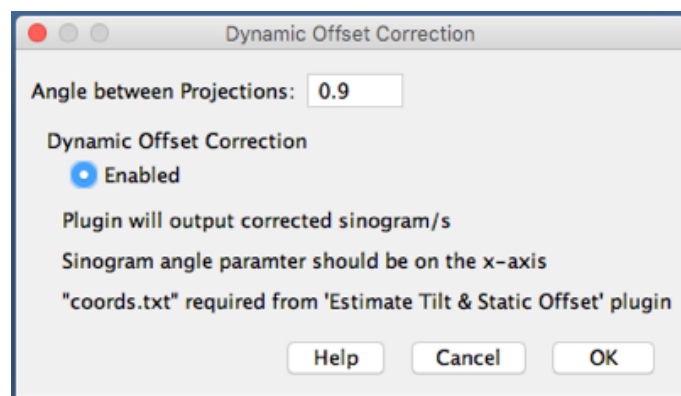 Dynamic Offset Correction
Angle between Projections: 0.9
Dynamic Offset Correction
Enabled
Plugin will output corrected sinogram/s
Sinogram angle paramter should be on the x-axis
"coords.txt" required from 'Estimate Tilt & Static Offset' plugin
Help Cancel OK